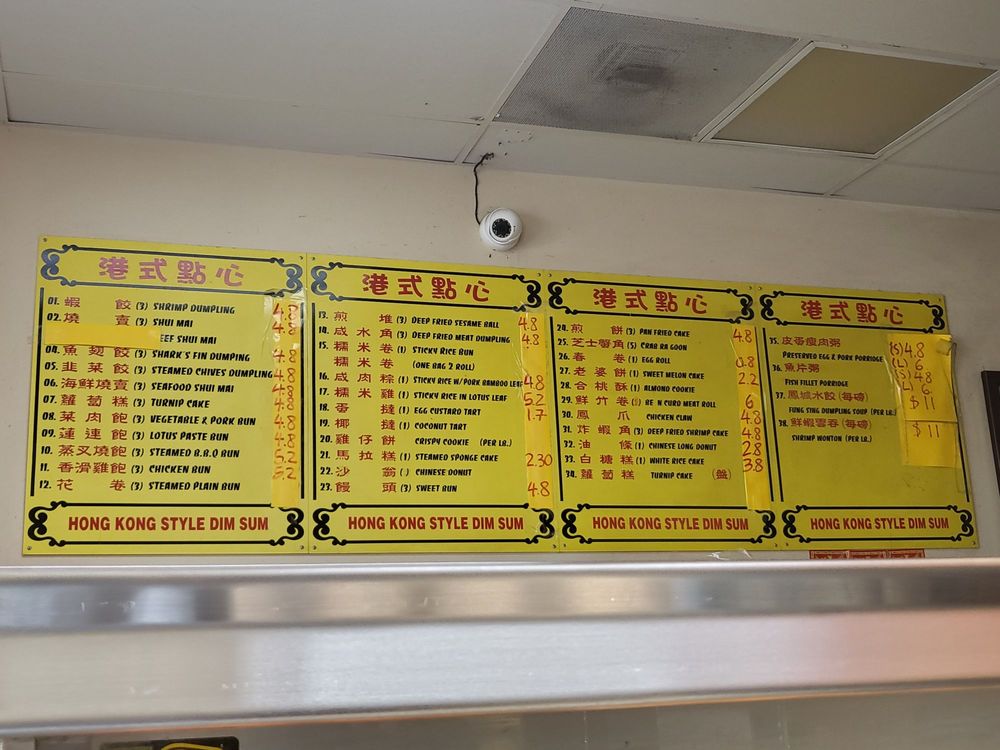 港式點心
01. 蝦餃 (3) SHRIMP DUMPLING 4.8
02. 燒賣 (3) SHUI MAI 4.8
EEF SHUI MAI
04. 魚翅餃 (3) SHARK'S FIN DUMPLING 4.8
05. 韭菜餃 (3) STEAMED CHIVES DUMPLING 4.8
06. 海鮮燒賣 (3) SEAFOOD SHUI MAI 4.8
07. 蘿蔔糕 (3) TURNIP CAKE 4.8
08. 菜肉飽 (3) VEGETABLE & PORK BUN 4.8
09. 蓮連飽 (3) LOTUS PASTE BUN 4.8
10. 蒸叉燒飽 (3) STEAMED B.B.Q BUN 5.2
11. 香滑雞飽 (3) CHICKEN BUN 5.2
12. 花卷 (3) STEAMED PLAIN BUN
HONG KONG STYLE DIM SUM
港式點心
13. 煎堆 (3) DEEP FRIED SESAME BALL 4.8
14. 咸水角 (3) DEEP FRIED MEAT DUMPLING 4.8
15. 糯米卷 (1) STICKY RICE BUN
糯米卷 (ONE BAG 2 ROLL)
16. 咸肉粽 (1) STICKY RICE W/PORK BAMBOO LEAF 4.8
17. 糯米雞 (1) STICKY RICE IN LOTUS LEAF 5.2
18. 蛋撻 (1) EGG CUSTARD TART 1.7
19. 椰撻 (1) COCONUT TART
20. 雞仔餅 CRISPY COOKIE (PER LB.)
21. 馬拉糕 (1) STEAMED SPONGE CAKE 2.30
22. 沙翁 ( ) CHINESE DONUT
23. 饅頭 (3) SWEET BUN 4.8
HONG KONG STYLE DIM SUM
港式點心
24. 煎餅 (3) PAN FRIED CAKE 4.8
25. 芝士蟹角 (5) CRAB RA GOON
26. 春卷 (1) EGG ROLL 0.8
27. 老婆餅 (1) SWEET MELON CAKE 2.2
28. 合桃酥 (1) ALMOND COOKIE
29. 鮮竹卷 BE N CURD MEAT ROLL 6
30. 鳳爪 CHICKEN CLAW 4.8
31. 炸蝦角 (3) DEEP FRIED SHRIMP CAKE 4.8
32. 油條 (1) CHINESE LONG DONUT 2.8
33. 白糖糕 (1) WHITE RICE CAKE 3.8
34. 蘿蔔糕 TURNIP CAKE (盤)
HONG KONG STYLE DIM SUM
港式點心
35. 皮蛋瘦肉粥 (S) 4.8
PRESERVED EGG & PORK PORRIDGE (L) 6
36. 魚片粥 (S) 4.8
FISH FILLET PORRIDGE (L) 6.
37. 鳳城水餃 (每磅) $11
FUNG SING DUMPLING SOUP (PER LB.)
38. 鮮蝦雲吞 (每磅) $11
SHRIMP WONTON (PER LB.)
HONG KONG STYLE DIM SUM